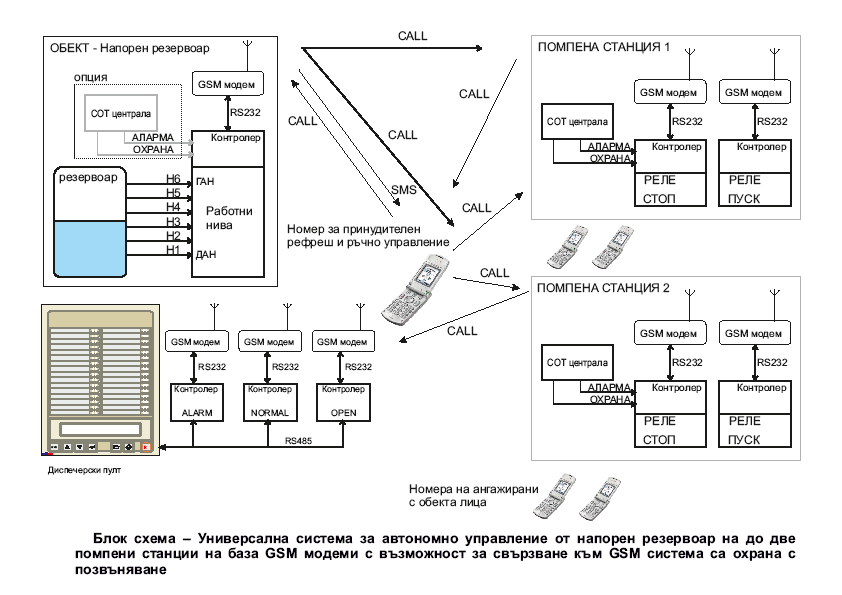 ОБЕКТ - Напорен резервоар
опция
GSM модем
RS232
СОТ централа
АЛАРМА
ОХРАНА
Контролер
резервоар
H6
H5
H4
H3
H2
H1
ГАН
Работни
нива
ДАН
CALL
CALL
CALL
CALL
SMS
CALL
CALL
CALL
Номер за принудителен
рефреш и ръчно управление
ПОМПЕНА СТАНЦИЯ 1
GSM модем
GSM модем
СОТ централа
RS232
RS232
АЛАРМА
ОХРАНА
Контролер
Контролер
РЕЛЕ
СТОП
РЕЛЕ
ПУСК
ПОМПЕНА СТАНЦИЯ 2
GSM модем
GSM модем
СОТ централа
RS232
RS232
АЛАРМА
ОХРАНА
Контролер
Контролер
РЕЛЕ
СТОП
РЕЛЕ
ПУСК
GSM модем
GSM модем
GSM модем
RS232
RS232
RS232
Контролер
ALARM
Контролер
NORMAL
Контролер
OPEN
RS485
Диспечерски пулт
Номера на ангажирани
с обекта лица
Блок схема – Универсална система за автономно управление от напорен резервоар на до две
помпени станции на база GSM модеми с възможност за свързване към GSM система са охрана с
позвъняване